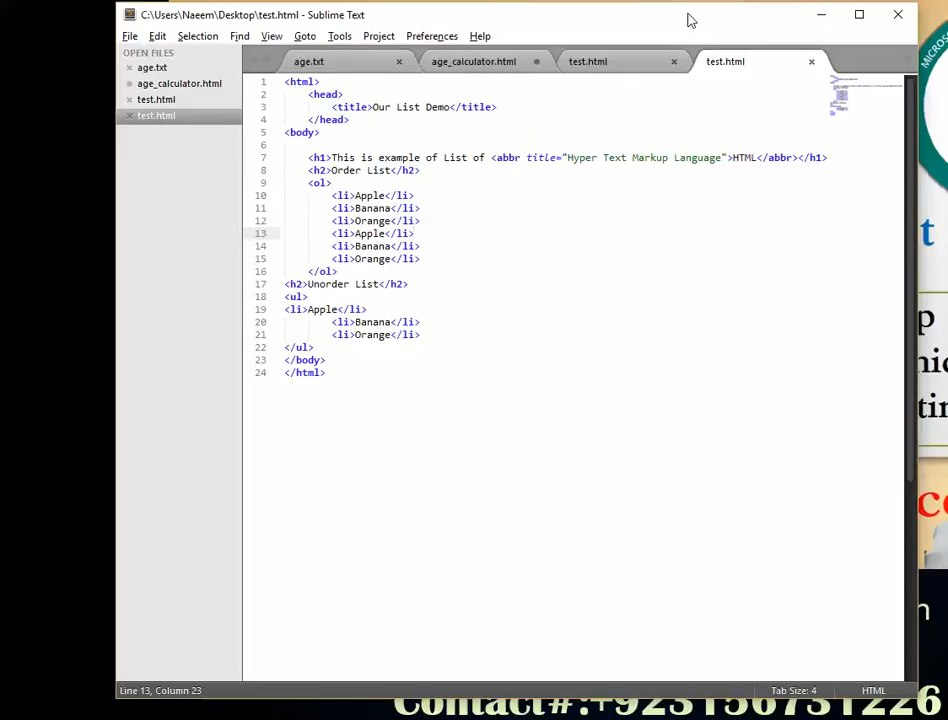 C:\Users\Naeem\Desktop\test.html - Sublime Text
File Edit Selection Find View Goto Tools Project Preferences Help
OPEN FILES
age.txt
age_calculator.html
test.html
test.html
age.txt age_calculator.html test.html test.html
1 <html>
2 <head>
3 <title>Our List Demo</title>
4 </head>
5 <body>
6
7 <h1>This is example of List of <abbr title="Hyper Text Markup Language">HTML</abbr></h1>
8 <h2>Order List</h2>
9 <ol>
10 <li>Apple</li>
11 <li>Banana</li>
12 <li>Orange</li>
13 <li>Apple</li>
14 <li>Banana</li>
15 <li>Orange</li>
16 </ol>
17 <h2>Unorder List</h2>
18 <ul>
19 <li>Apple</li>
20 <li>Banana</li>
21 <li>Orange</li>
22 </ul>
23 </body>
24 </html>
Line 13, Column 23 Tab Size: 4 HTML
Contact#:+923156731226